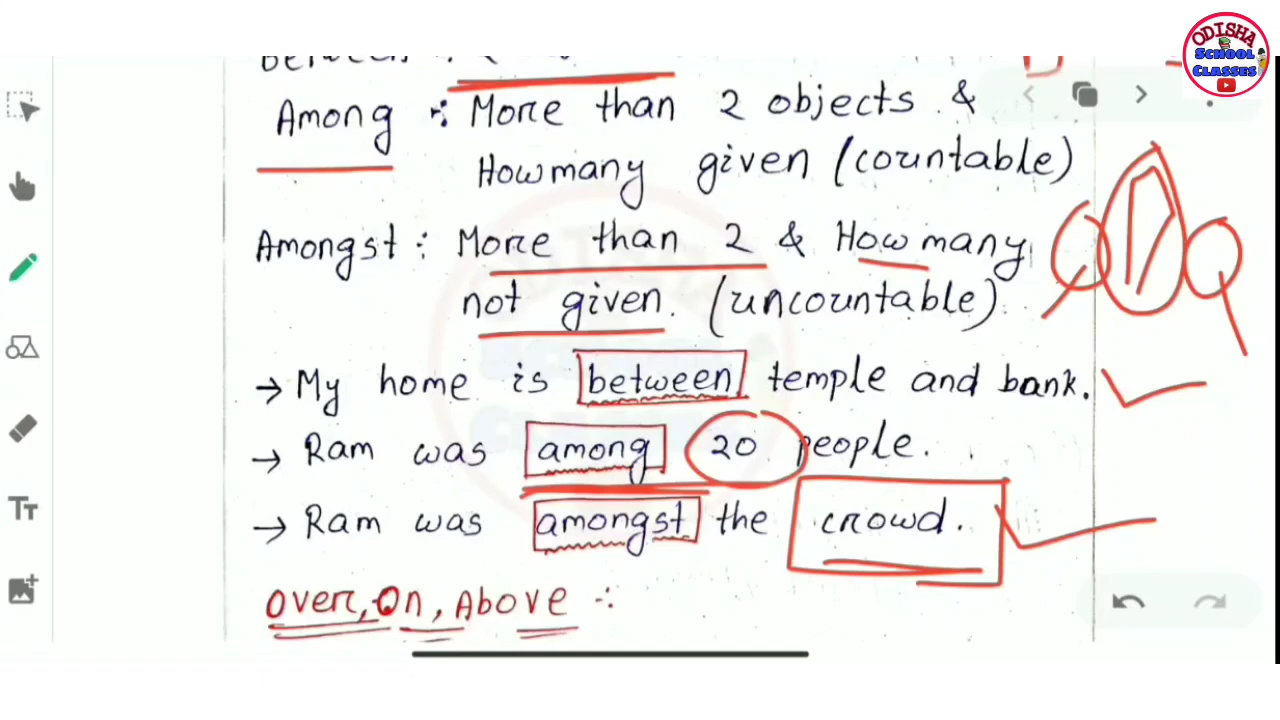 ODISHA
SCHOOL
CLASSES
Between :
Among : More than 2 objects &
Howmany given (countable)
Amongst : More than 2 & How many
not given. (uncountable)
→ My home is between temple and bank.
→ Ram was among 20 people.
→ Ram was amongst the crowd.
Over, On, Above :-
Tт